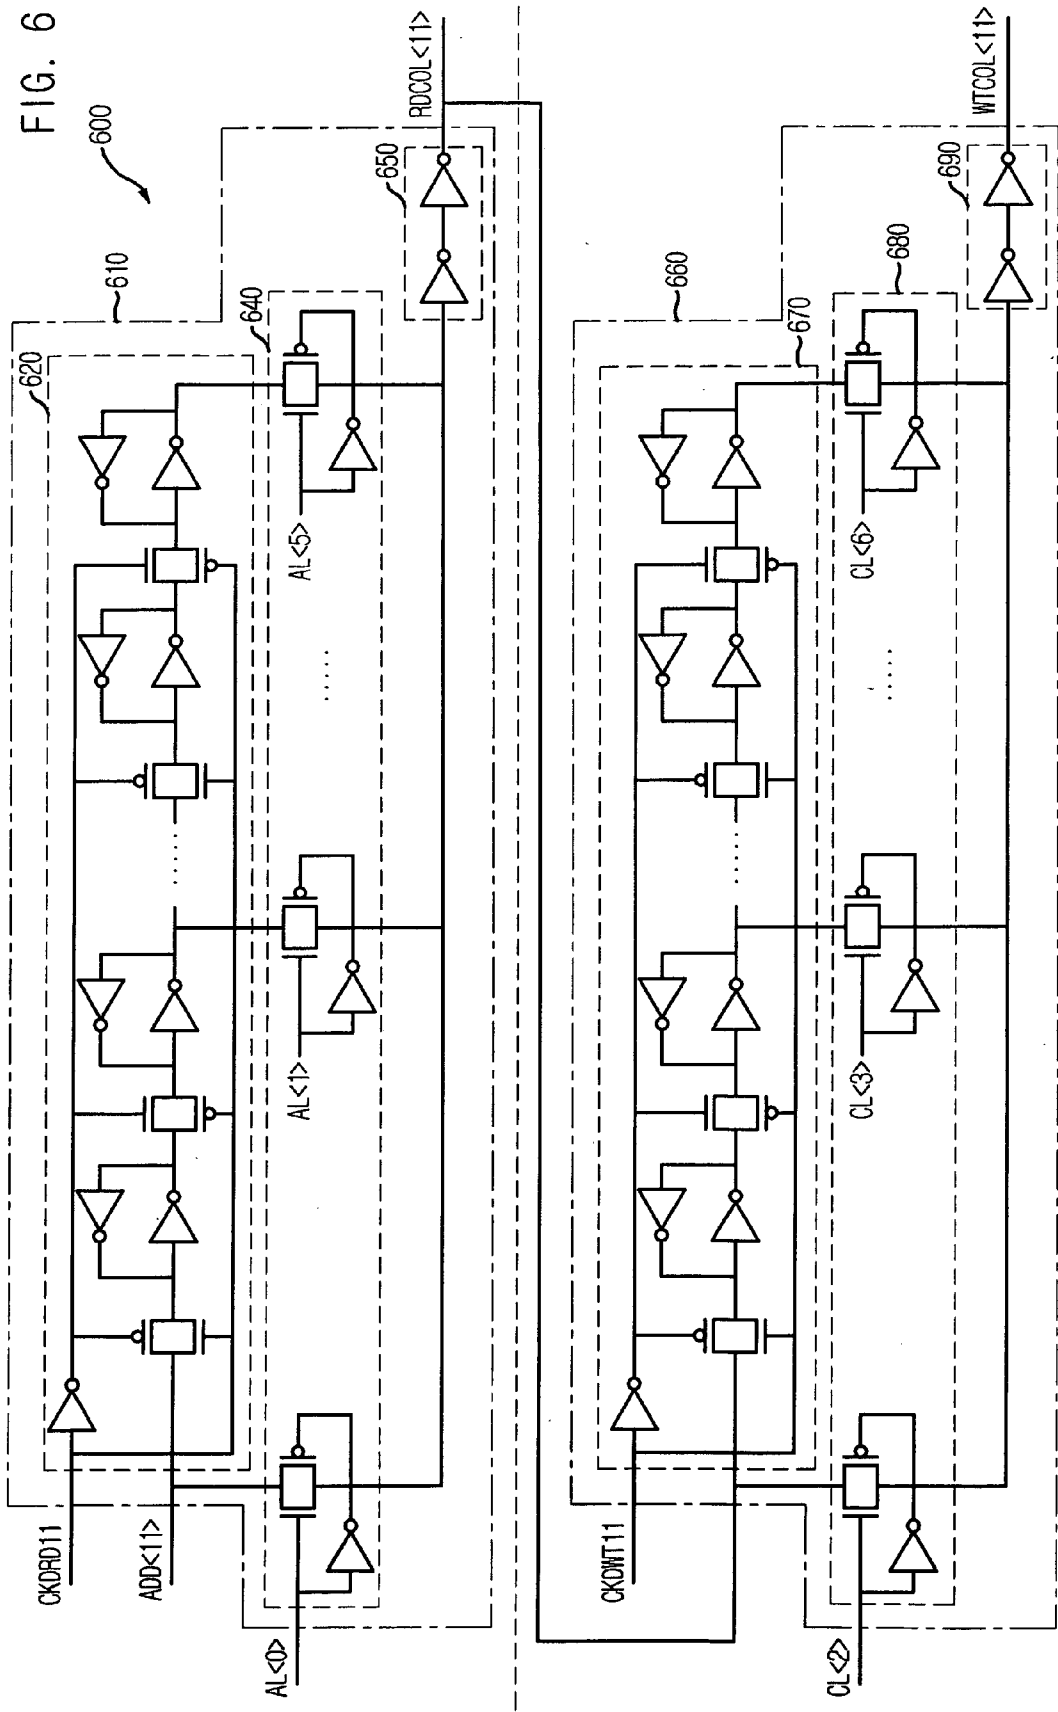 FIG. 6
600
610
620
CKDRD11
ADD<11>
640
AL<0>
AL<1>
AL<5>
......
......
650
RDCOL<11>
660
670
CKDWT11
......
680
CL<2>
CL<3>
CL<6>
......
690
WTCOL<11>